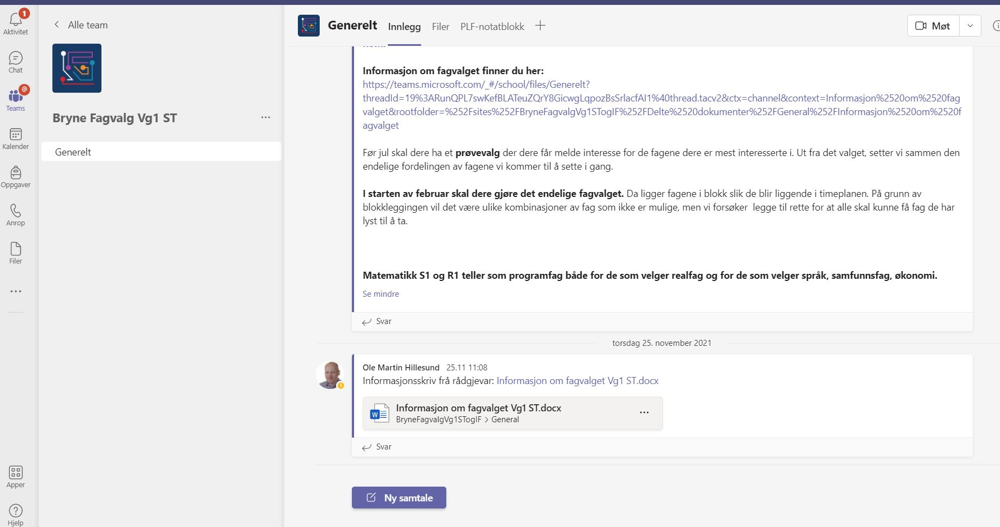 1
Aktivitet
Chat
@
Teams
Kalender
Oppgaver
Anrop
Filer
Apper
Hjelp
Alle team
Bryne Fagvalg Vg1 ST
Generelt
Generelt Innlegg Filer PLF-notatblokk
Møt
Informasjon om fagvalget finner du her:
https://teams.microsoft.com/_#/school/files/Generelt?
threadId=19%3ARunQPL7swKefBLATeuZQrY8GicwgLqpozBsSrlacfAI1%40thread.tacv2&ctx=channel&context=Informasjon%2520om%2520fag
valget&rootfolder=%252Fsites%252FBryneFagvalgVg1STogIF%252FDelte%2520dokumenter%252FGeneral%252FInformasjon%2520om%2520f
agvalget
Før jul skal dere ha et prøvevalg der dere får melde interesse for de fagene dere er mest interesserte i. Ut fra det valget, setter vi sammen den
endelige fordelingen av fagene vi kommer til å sette i gang.
I starten av februar skal dere gjøre det endelige fagvalget. Da ligger fagene i blokk slik de blir liggende i timeplanen. På grunn av
blokkleggingen vil det være ulike kombinasjoner av fag som ikke er mulige, men vi forsøker legge til rette for at alle skal kunne få fag de har
lyst til å ta.
Matematikk S1 og R1 teller som programfag både for de som velger realfag og for de som velger språk, samfunnsfag, økonomi.
Se mindre
Svar
torsdag 25. november 2021
Ole Martin Hillesund 25.11 11:08
Informasjonsskriv frå rådgjevar: Informasjon om fagvalget Vg1 ST.docx
W
Informasjon om fagvalget Vg1 ST.docx
BryneFagvalgVg1STogIF > General
Svar
Ny samtale